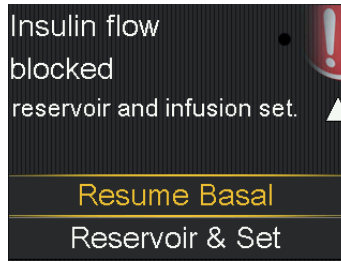 Insulin flow
blocked
reservoir and infusion set.
Resume Basal
Reservoir & Set